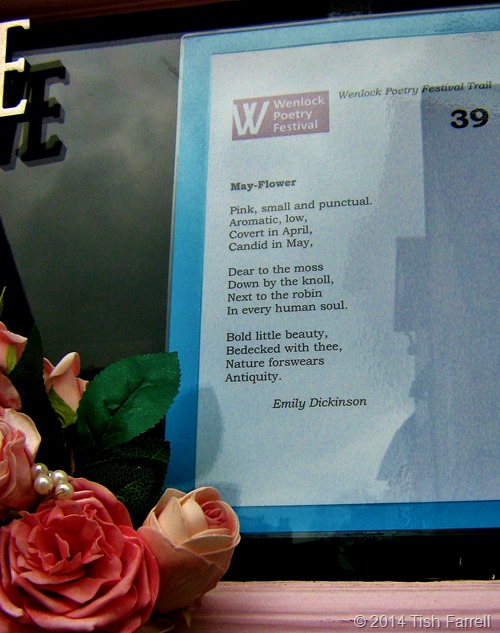 E
Wenlock Poetry Festival Trail
W Wenlock
Poetry
Festival
39
May-Flower
Pink, small and punctual.
Aromatic, low,
Covert in April,
Candid in May,
Dear to the moss
Down by the knoll,
Next to the robin
In every human soul.
Bold little beauty,
Bedecked with thee,
Nature forswears
Antiquity.
Emily Dickinson
© 2014 Tish Farrell